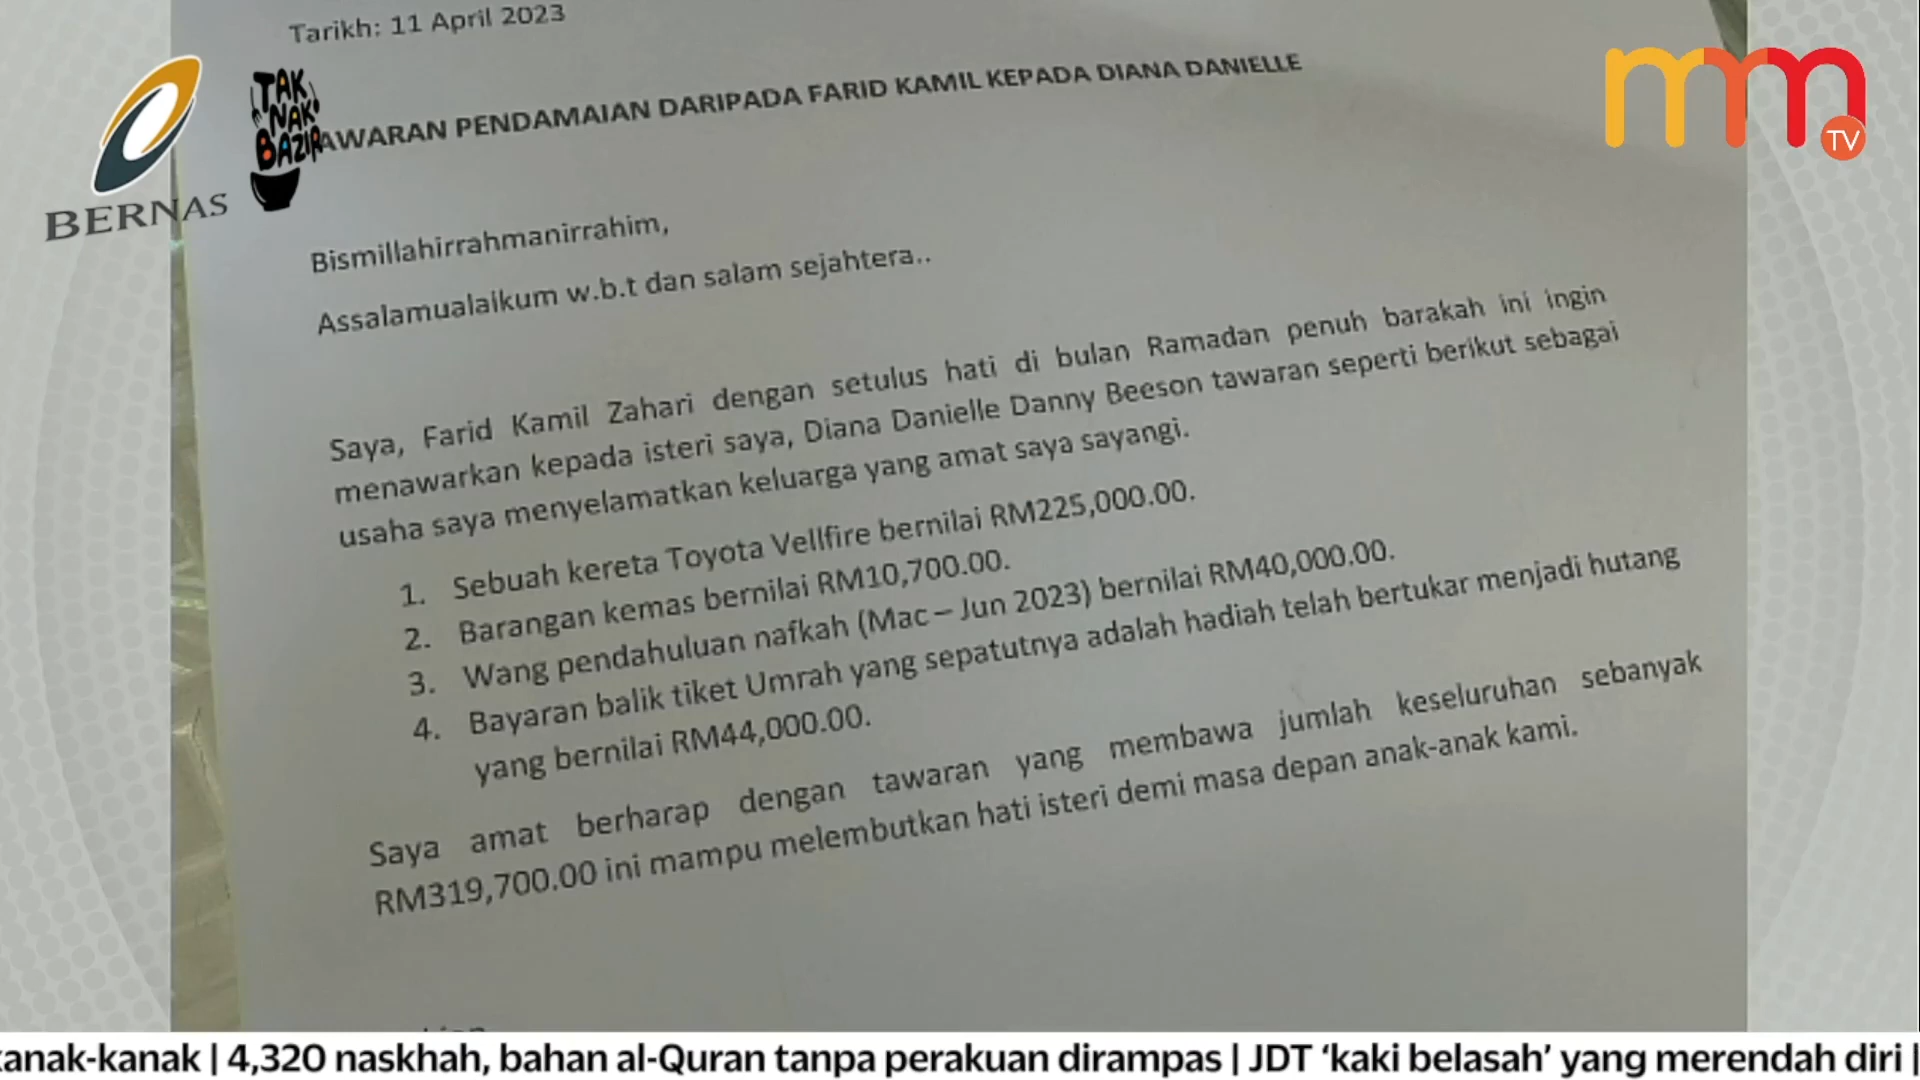 Tarikh: 11 April 2023
TAK
NAK
BAZIR
BERNAS
mm
TV
AWARAN PENDAMAIAN DARIPADA FARID KAMIL KEPADA DIANA DANIELLE
Bismillahirrahmanirrahim,
Assalamualaikum w.b.t dan salam sejahtera..
Saya, Farid Kamil Zahari dengan setulus hati di bulan Ramadan penuh barakah ini ingin
menawarkan kepada isteri saya, Diana Danielle Danny Beeson tawaran seperti berikut sebagai
usaha saya menyelamatkan keluarga yang amat saya sayangi.
1. Sebuah kereta Toyota Vellfire bernilai RM225,000.00.
2. Barangan kemas bernilai RM10,700.00.
3. Wang pendahuluan nafkah (Mac – Jun 2023) bernilai RM40,000.00.
4. Bayaran balik tiket Umrah yang sepatutnya adalah hadiah telah bertukar menjadi hutang
yang bernilai RM44,000.00.
Saya amat berharap dengan tawaran yang membawa jumlah keseluruhan sebanyak
RM319,700.00 ini mampu melembutkan hati isteri demi masa depan anak-anak kami.
kanak-kanak | 4,320 naskhah, bahan al-Quran tanpa perakuan dirampas | JDT ‘kaki belasah’ yang merendah diri |